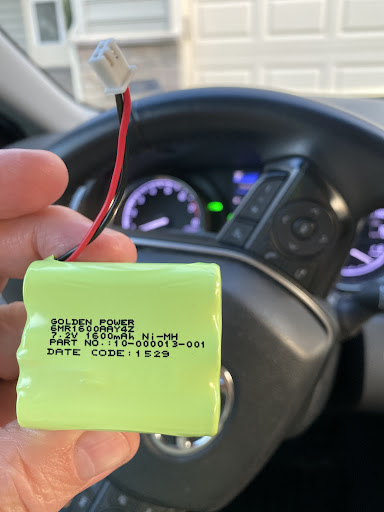 GOLDEN POWER
6MR1600AAY4Z
7.2V 1600mAh Ni-MH
PART NO.:10-000013-001
DATE CODE:1529